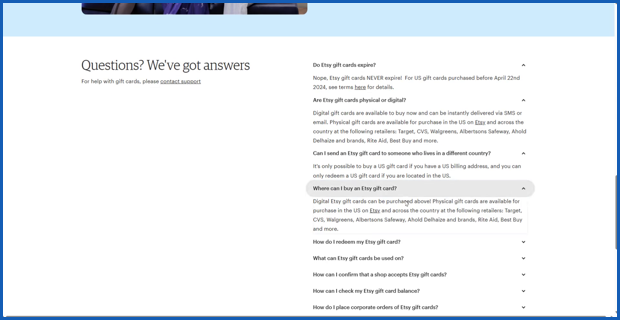 Questions? We've got answers
For help with gift cards, please contact support
Do Etsy gift cards expire?
Nope, Etsy gift cards NEVER expire! For US gift cards purchased before April 22nd
2024, see terms here for details.
Are Etsy gift cards physical or digital?
Digital gift cards are available to buy now and can be instantly delivered via SMS or
email. Physical gift cards are available for purchase in the US on Etsy and across the
country at the following retailers: Target, CVS, Walgreens, Albertsons Safeway, Ahold
Delhaize and brands, Rite Aid, Best Buy and more.
Can I send an Etsy gift card to someone who lives in a different country?
It's only possible to buy a US gift card if you have a US billing address, and you can
only redeem a US gift card if you are located in the US.
Where can I buy an Etsy gift card?
Digital Etsy gift cards can be purchased above! Physical gift cards are available for
purchase in the US on Etsy and across the country at the following retailers: Target,
CVS, Walgreens, Albertsons Safeway, Ahold Delhaize and brands, Rite Aid, Best Buy
and more.
How do I redeem my Etsy gift card?
What can Etsy gift cards be used on?
How can I confirm that a shop accepts Etsy gift cards?
How can I check my Etsy gift card balance?
How do I place corporate orders of Etsy gift cards?